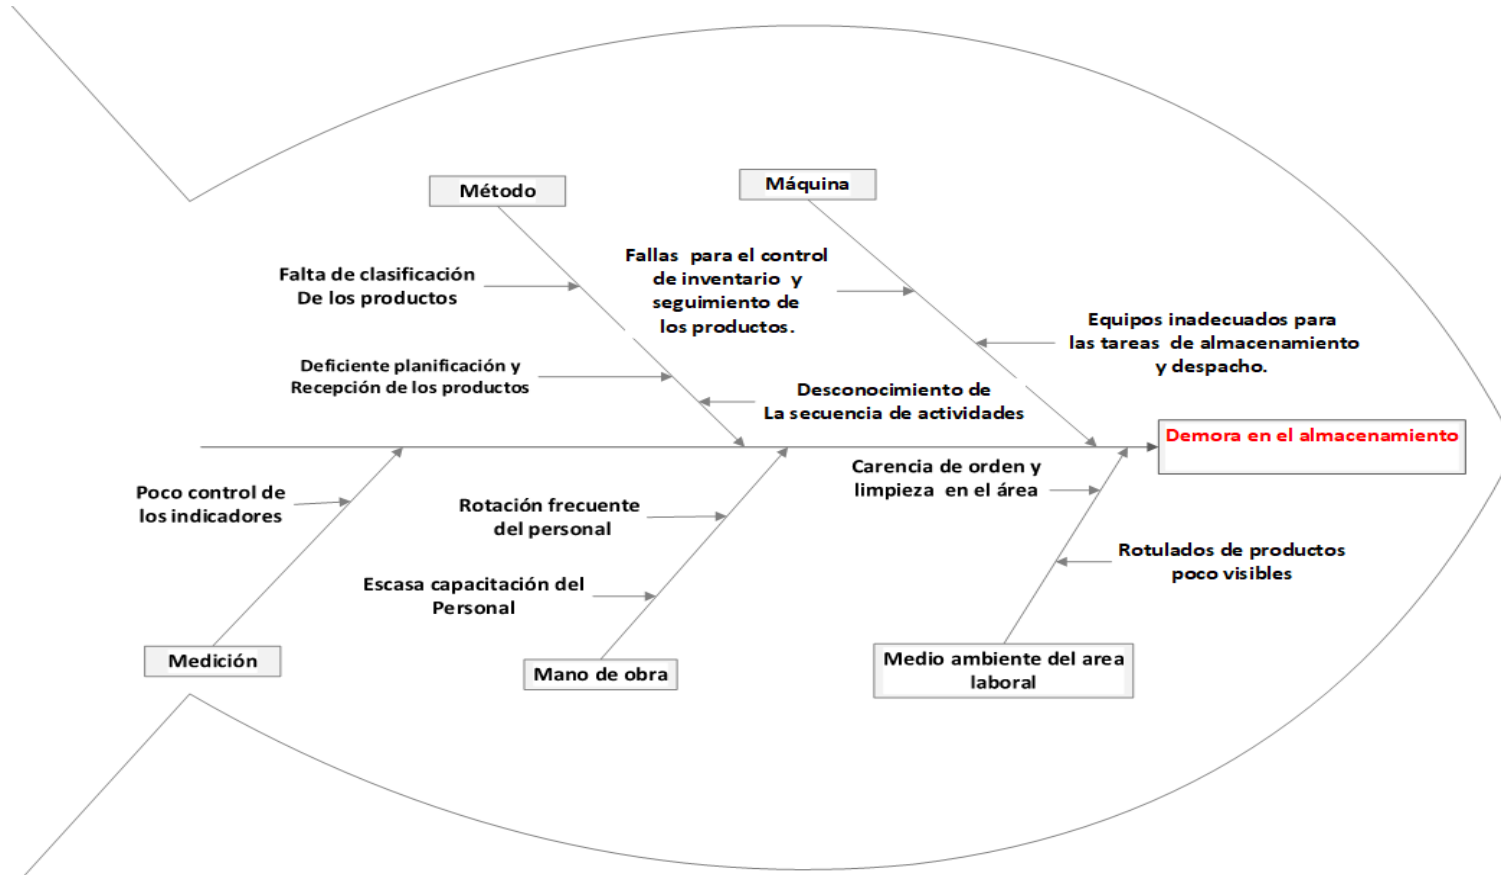 Método
Máquina
Falta de clasificación
De los productos
Fallas  para el control
de inventario  y
seguimiento de
los productos.
Equipos inadecuados para
las tareas  de almacenamiento
y despacho.
Deficiente planificación y
Recepción de los productos
Desconocimiento de
La secuencia de actividades
Demora en el almacenamiento
Poco control de
los indicadores
Rotación frecuente
del personal
Carencia de orden y
limpieza  en el área
Escasa capacitación del
Personal
Rotulados de productos
poco visibles
Medición
Mano de obra
Medio ambiente del area
laboral